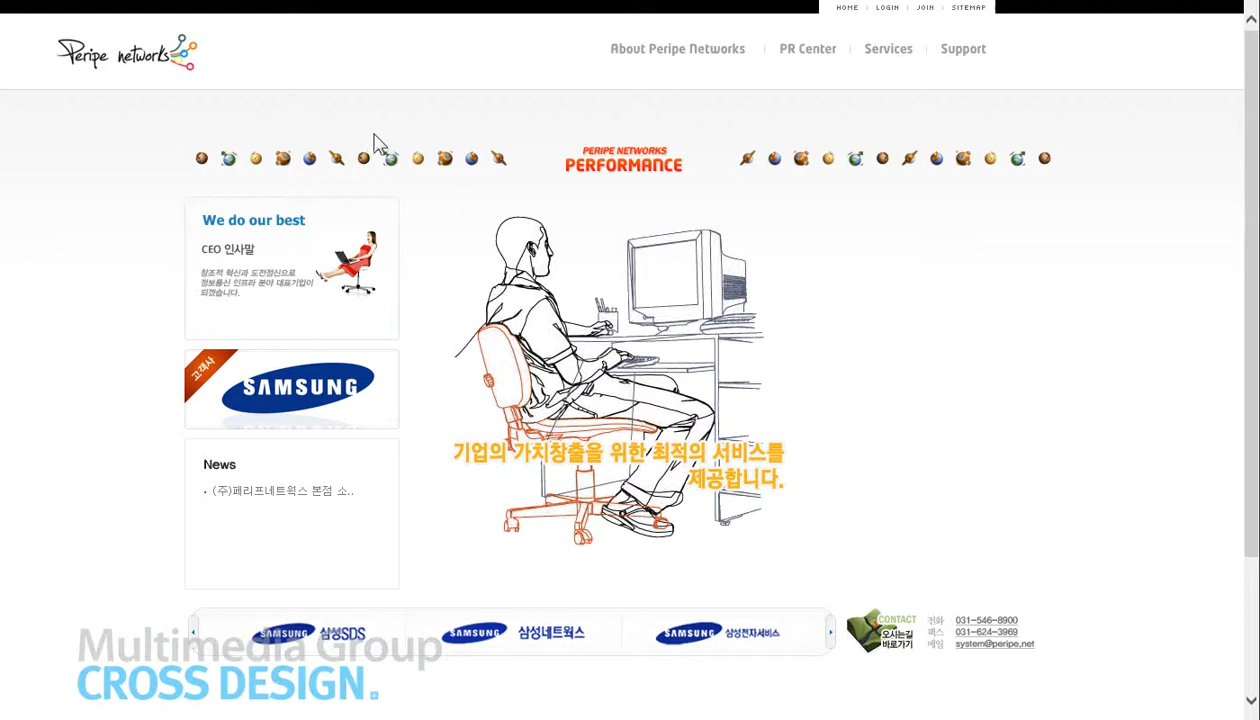 HOME LOGIN JOIN SITEMAP
Peripe networks
About Peripe Networks PR Center Services Support
PERIPE NETWORKS
PERFORMANCE
We do our best
CEO 인사말
창조적 혁신과 도전정신으로
정보통신 인프라 분야 대표기업이
되겠습니다.
고객사
SAMSUNG
News
(주)페리프네트웍스 본점 소..
기업의 가치창출을 위한 최적의 서비스를
제공합니다.
SAMSUNG 삼성SDS
SAMSUNG 삼성네트웍스
SAMSUNG 삼성전자서비스
CONTACT
오시는길
바로가기
전화 031-546-8900
팩스 031-624-3969
메일 system@peripe.net
Multimedia Group
CROSS DESIGN.